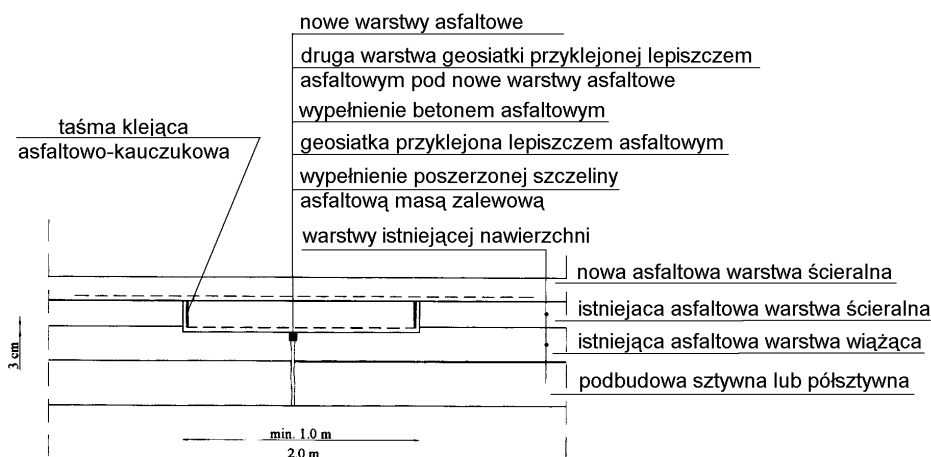 nowe warstwy asfaltowe
druga warstwa geosiatki przyklejonej lepiszczem
asfaltowym pod nowe warstwy asfaltowe
wypełnienie betonem asfaltowym
taśma klejąca
asfaltowo-kauczukowa
geosiatka przyklejona lepiszczem asfaltowym
wypełnienie poszerzonej szczeliny
asfaltową masą zalewową
warstwy istniejącej nawierzchni
nowa asfaltowa warstwa ścieralna
istniejaca asfaltowa warstwa ścieralna
istniejąca asfaltowa warstwa wiążąca
podbudowa sztywna lub półsztywna
3 cm
min. 1.0 m
2.0 m